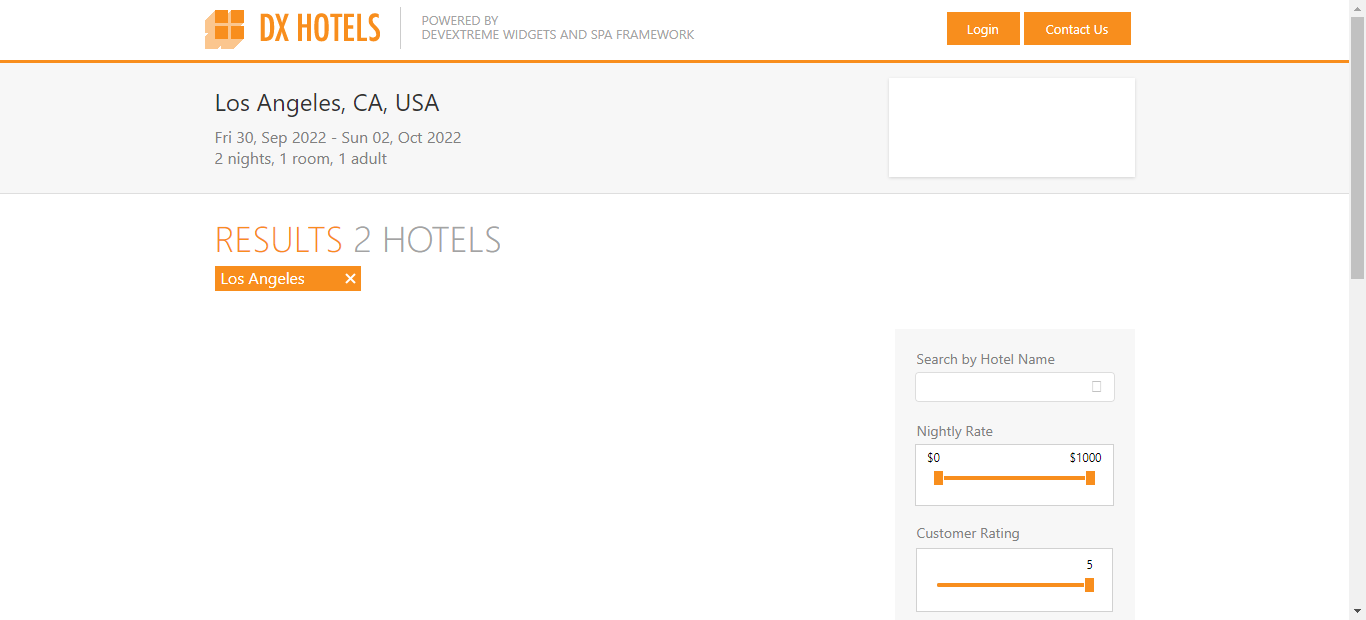 DX HOTELS
POWERED BY
DEVEXTREME WIDGETS AND SPA FRAMEWORK
Login
Contact Us
Los Angeles, CA, USA
Fri 30, Sep 2022 - Sun 02, Oct 2022
2 nights, 1 room, 1 adult
RESULTS 2 HOTELS
Los Angeles
Search by Hotel Name
Nightly Rate
$0 $1000
Customer Rating
5